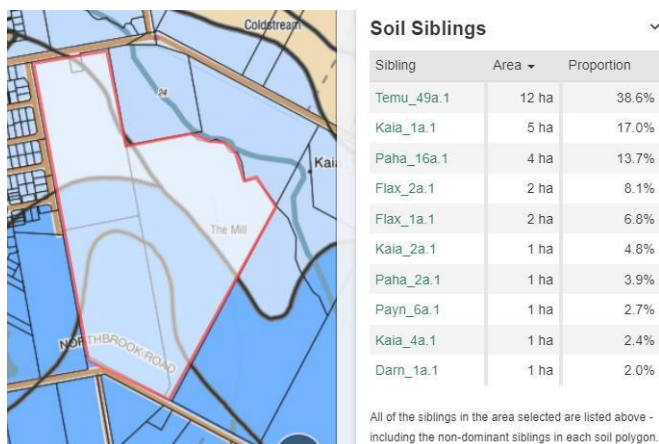 Coldstream
24
Kaia
The Mill
NORTHBROOK ROAD
Soil Siblings
Sibling Area Proportion
Temu_49a.1 12 ha 38.6%
Kaia_1a.1 5 ha 17.0%
Paha_16a.1 4 ha 13.7%
Flax_2a.1 2 ha 8.1%
Flax_1a.1 2 ha 6.8%
Kaia_2a.1 1 ha 4.8%
Paha_2a.1 1 ha 3.9%
Payn_6a.1 1 ha 2.7%
Kaia_4a.1 1 ha 2.4%
Darn_1a.1 1 ha 2.0%
All of the siblings in the area selected are listed above -
including the non-dominant siblings in each soil polygon.